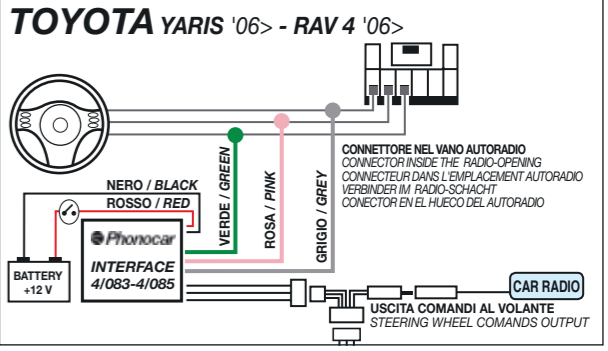 TOYOTA YARIS '06> - RAV 4 '06>
CONNETTORE NEL VANO AUTORADIO
CONNECTOR INSIDE THE RADIO-OPENING
CONNECTEUR DANS L'EMPLACEMENT AUTORADIO
VERBINDER IM RADIO-SCHACHT
CONECTOR EN EL HUECO DEL AUTORADIO
NERO / BLACK
ROSSO / RED
VERDE / GREEN
ROSA / PINK
GRIGIO / GREY
Phonocar
INTERFACE
4/083-4/085
BATTERY
+12 V
CAR RADIO
USCITA COMANDI AL VOLANTE
STEERING WHEEL COMANDS OUTPUT